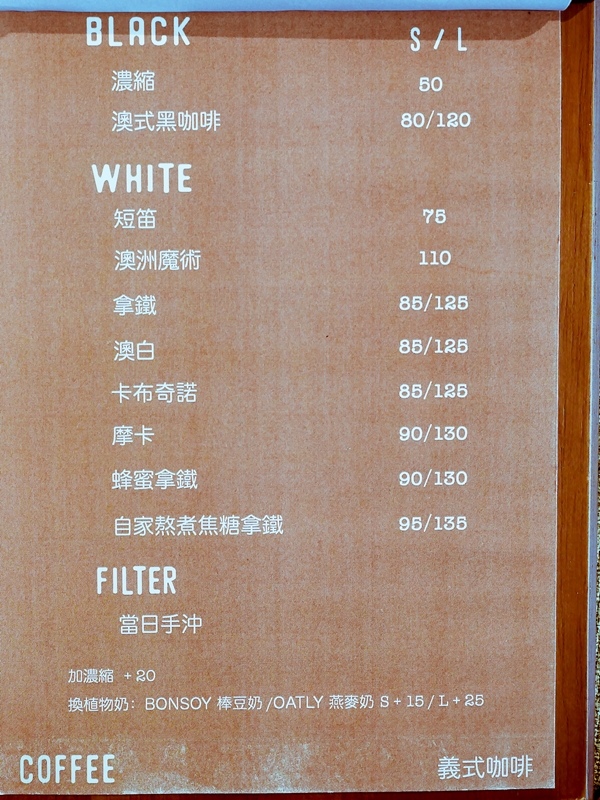 BLACK S / L
濃縮 50
澳式黑咖啡 80/120
WHITE
短笛 75
澳洲魔術 110
拿鐵 85/125
澳白 85/125
卡布奇諾 85/125
摩卡 90/130
蜂蜜拿鐵 90/130
自家熬煮焦糖拿鐵 95/135
FILTER
當日手沖
加濃縮 +20
換植物奶: BONSOY 棒豆奶 /OATLY 燕麥奶 S+15 / L+25
COFFEE 義式咖啡